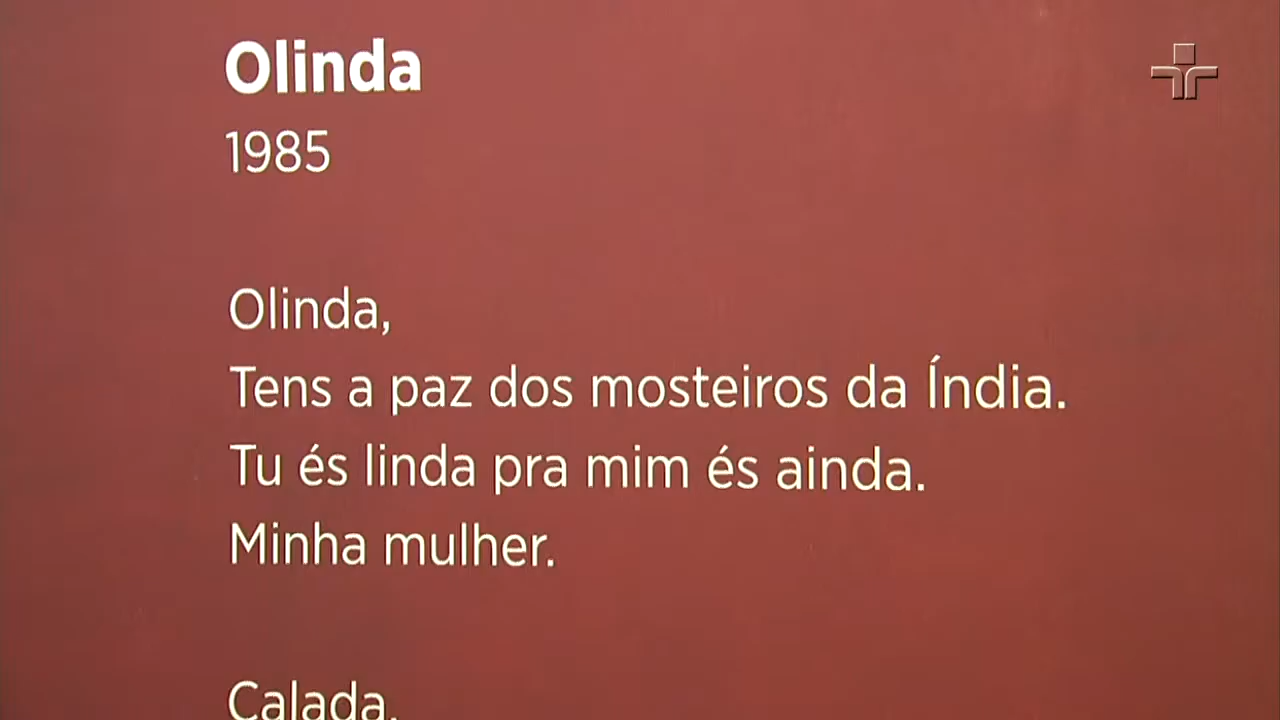 Olinda
1985
Olinda,
Tens a paz dos mosteiros da Índia.
Tu és linda pra mim és ainda.
Minha mulher.
Calada,